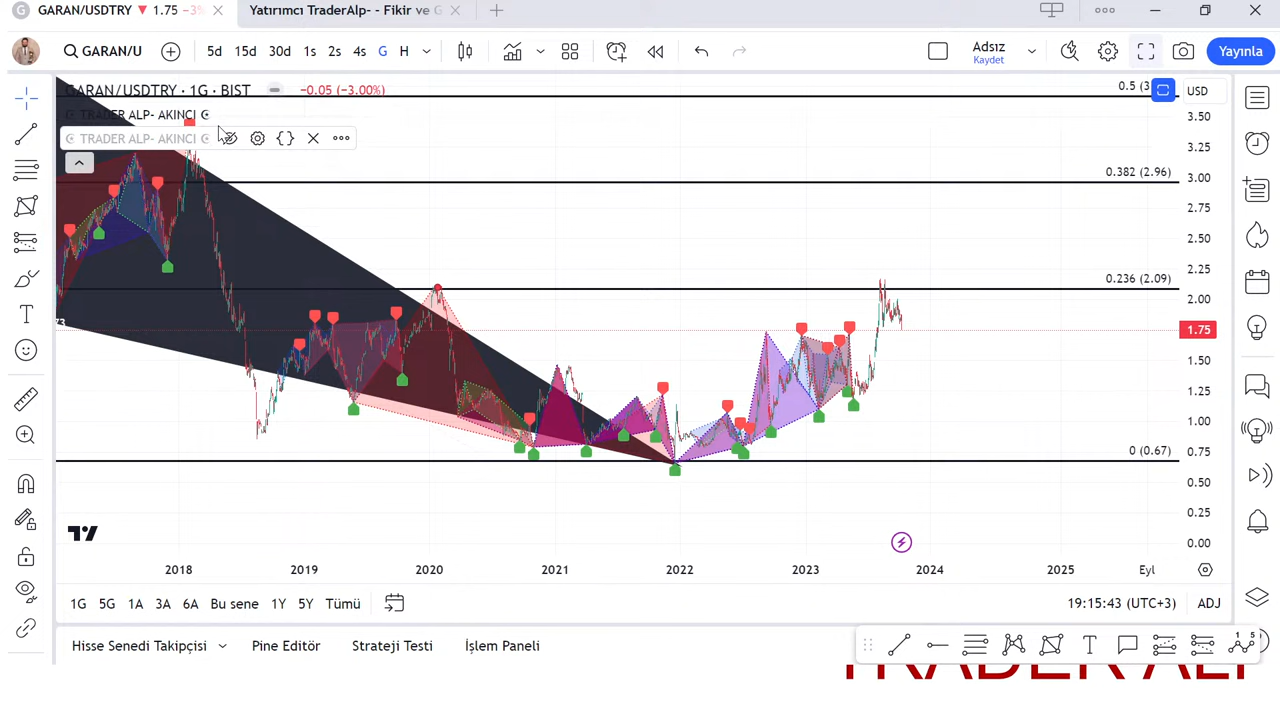 GARAN/USDTRY ▼ 1.75 −3%
Yatırımcı TraderAlp- - Fikir ve G
GARAN/U
5d 15d 30d 1s 2s 4s G H
Adsız
Kaydet
Yayınla
GARAN/USDTRY · 1G · BIST −0.05 (−3.00%)
TRADER ALP- AKINCI
TRADER ALP- AKINCI
USD
3.50
3.25
3.00
2.75
2.50
2.25
2.00
1.75
1.50
1.25
1.00
0.75
0.50
0.25
0.00
0.5 (3
0.382 (2.96)
0.236 (2.09)
0 (0.67)
73
2018 2019 2020 2021 2022 2023 2024 2025 Eyl
1G 5G 1A 3A 6A Bu sene 1Y 5Y Tümü
19:15:43 (UTC+3) ADJ
Hisse Senedi Takipçisi Pine Editör Strateji Testi İşlem Paneli
TRADER ALP